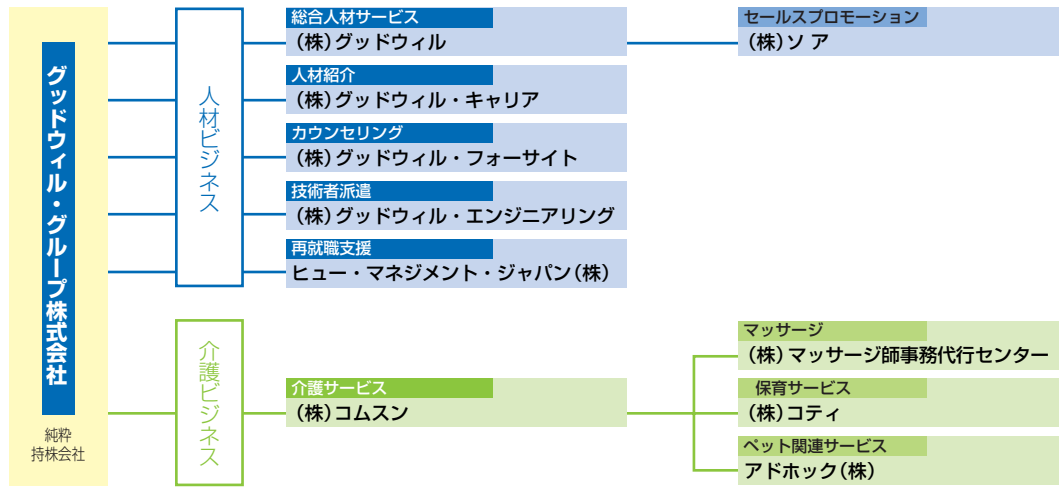 グッドウィル・グループ株式会社
純粋
持株会社
人材ビジネス
総合人材サービス
(株)グッドウィル
セールスプロモーション
(株)ソ ア
人材紹介
(株)グッドウィル・キャリア
カウンセリング
(株)グッドウィル・フォーサイト
技術者派遣
(株)グッドウィル・エンジニアリング
再就職支援
ヒュー・マネジメント・ジャパン(株)
介護ビジネス
介護サービス
(株)コムスン
マッサージ
(株)マッサージ師事務代行センター
保育サービス
(株)コティ
ペット関連サービス
アドホック(株)